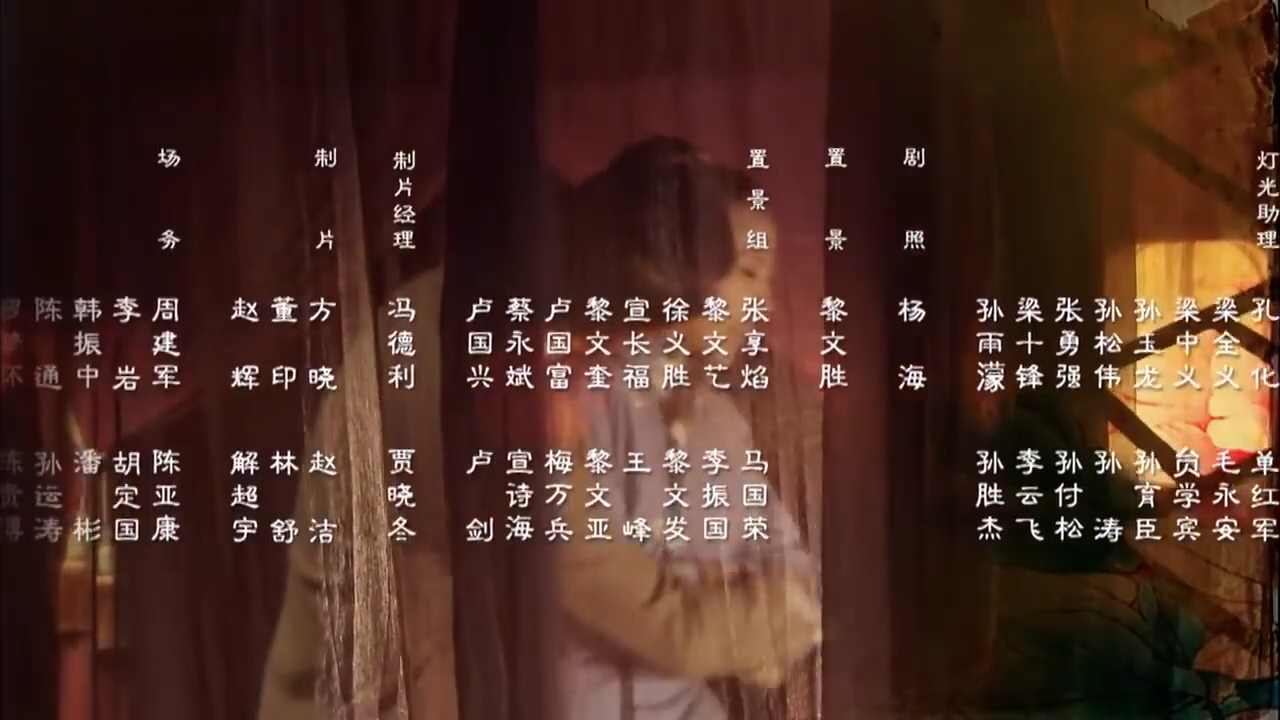 灯光助理
孔化
单红军
梁全义
毛永安
梁中义
贠学宾
孙玉龙
孙育臣
孙松伟
孙涛
张勇强
孙付松
梁十锋
李云飞
孙雨濛
孙胜杰
剧照
杨海
置景
黎文胜
置景组
张享焰
马国荣
黎文艺
李振国
徐义胜
黎文发
宣长福
王峰
黎文奎
黎文亚
卢国富
梅万兵
蔡永斌
宣诗海
卢国兴
卢剑
制片经理
冯德利
贾晓冬
制片
方晓
赵洁
董印
林舒
赵辉
解超宇
场务
周建军
陈亚康
李岩
胡定国
韩振中
潘彬
陈通
孙运涛